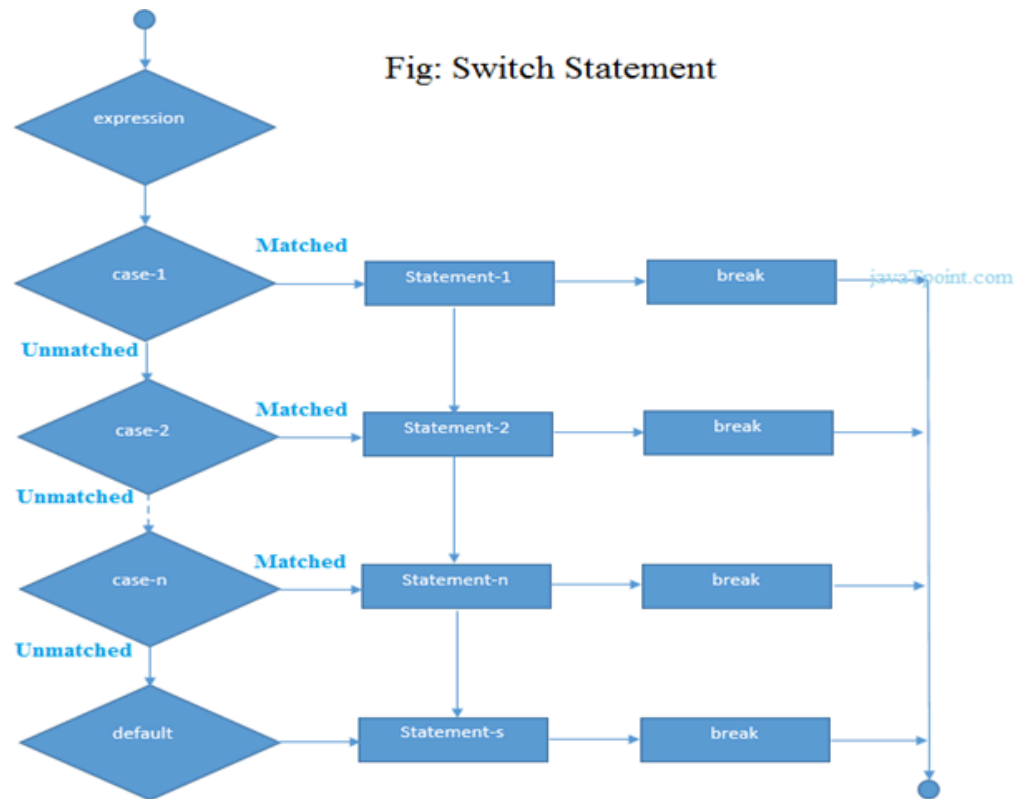 Fig: Switch Statement
expression
Matched
case-1
Statement-1
break
javaTpoint.com
Unmatched
Matched
case-2
Statement-2
break
Unmatched
Matched
case-n
Statement-n
break
Unmatched
default
Statement-s
break